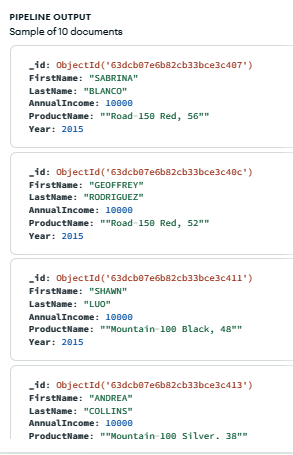 PIPELINE OUTPUT
Sample of 10 documents
_id: ObjectId('63dcb07e6b82cb33bce3c407')
FirstName: "SABRINA"
LastName: "BLANCO"
AnnualIncome: 10000
ProductName: ""Road-150 Red, 56""
Year: 2015
_id: ObjectId('63dcb07e6b82cb33bce3c40c')
FirstName: "GEOFFREY"
LastName: "RODRIGUEZ"
AnnualIncome: 10000
ProductName: ""Road-150 Red, 52""
Year: 2015
_id: ObjectId('63dcb07e6b82cb33bce3c411')
FirstName: "SHAWN"
LastName: "LUO"
AnnualIncome: 10000
ProductName: ""Mountain-100 Black, 48""
Year: 2015
_id: ObjectId('63dcb07e6b82cb33bce3c413')
FirstName: "ANDREA"
LastName: "COLLINS"
AnnualIncome: 10000
ProductName: ""Mountain-100 Silver, 38""